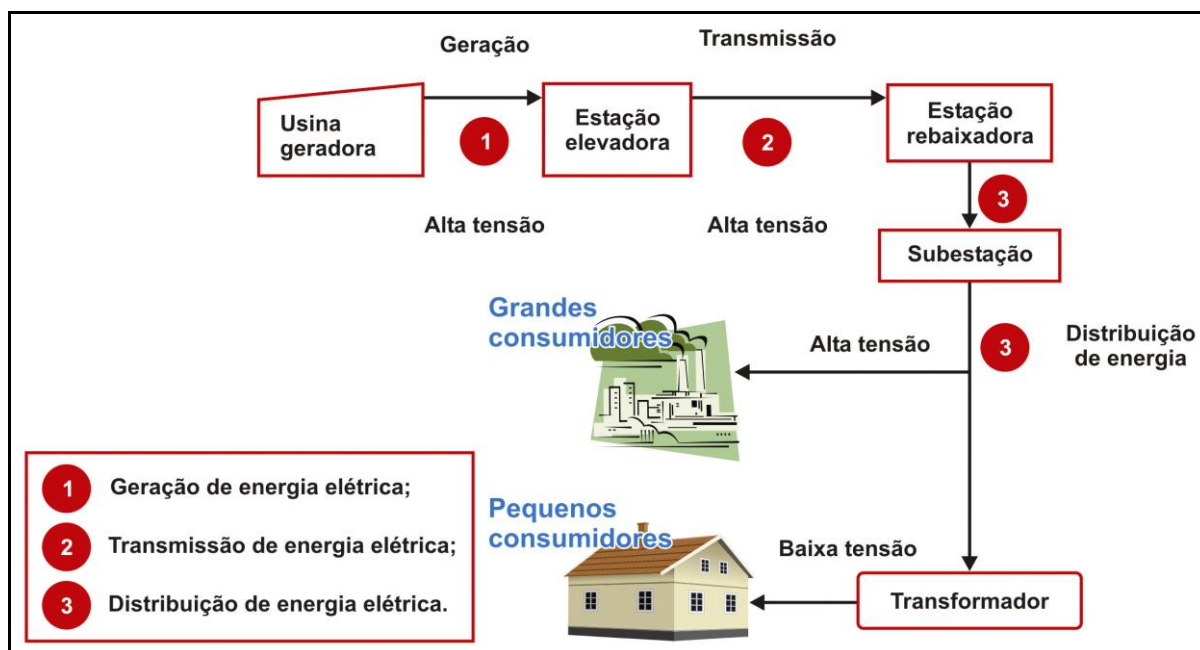 Geração
Transmissão
Usina
geradora
1
Estação
elevadora
2
Estação
rebaixadora
Alta tensão
Alta tensão
3
Subestação
Grandes
consumidores
Alta tensão
3
Distribuição
de energia
1 Geração de energia elétrica;
2 Transmissão de energia elétrica;
3 Distribuição de energia elétrica.
Pequenos
consumidores
Baixa tensão
Transformador